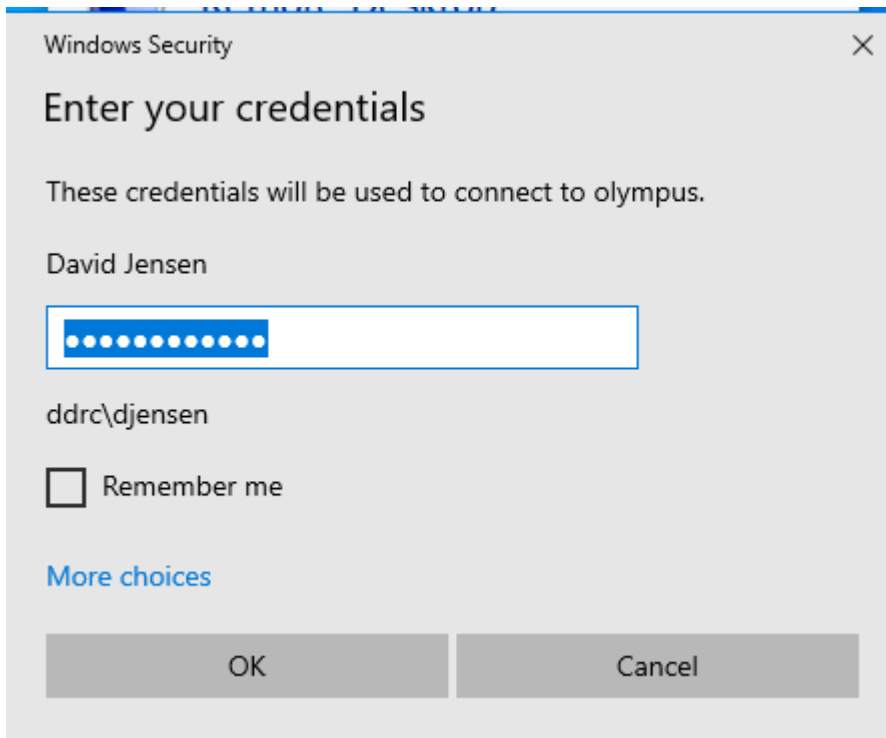 Windows Security
Enter your credentials
These credentials will be used to connect to olympus.
David Jensen
••••••••••••
ddrc\djensen
Remember me
More choices
OK
Cancel